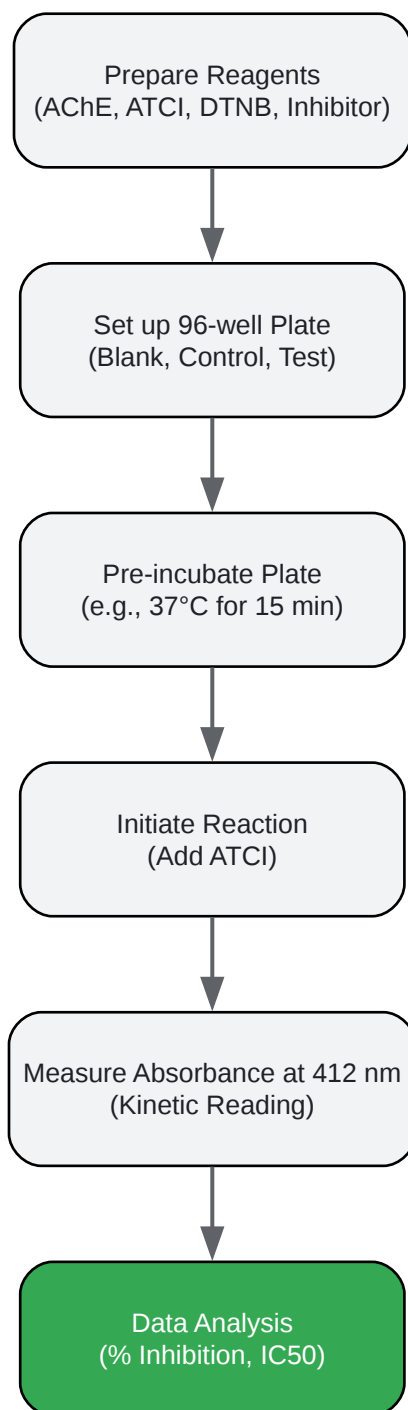 Prepare Reagents
(AChE, ATCI, DTNB, Inhibitor)
Set up 96-well Plate
(Blank, Control, Test)
Pre-incubate Plate
(e.g., 37°C for 15 min)
Initiate Reaction
(Add ATCI)
Measure Absorbance at 412 nm
(Kinetic Reading)
Data Analysis
(% Inhibition, IC50)